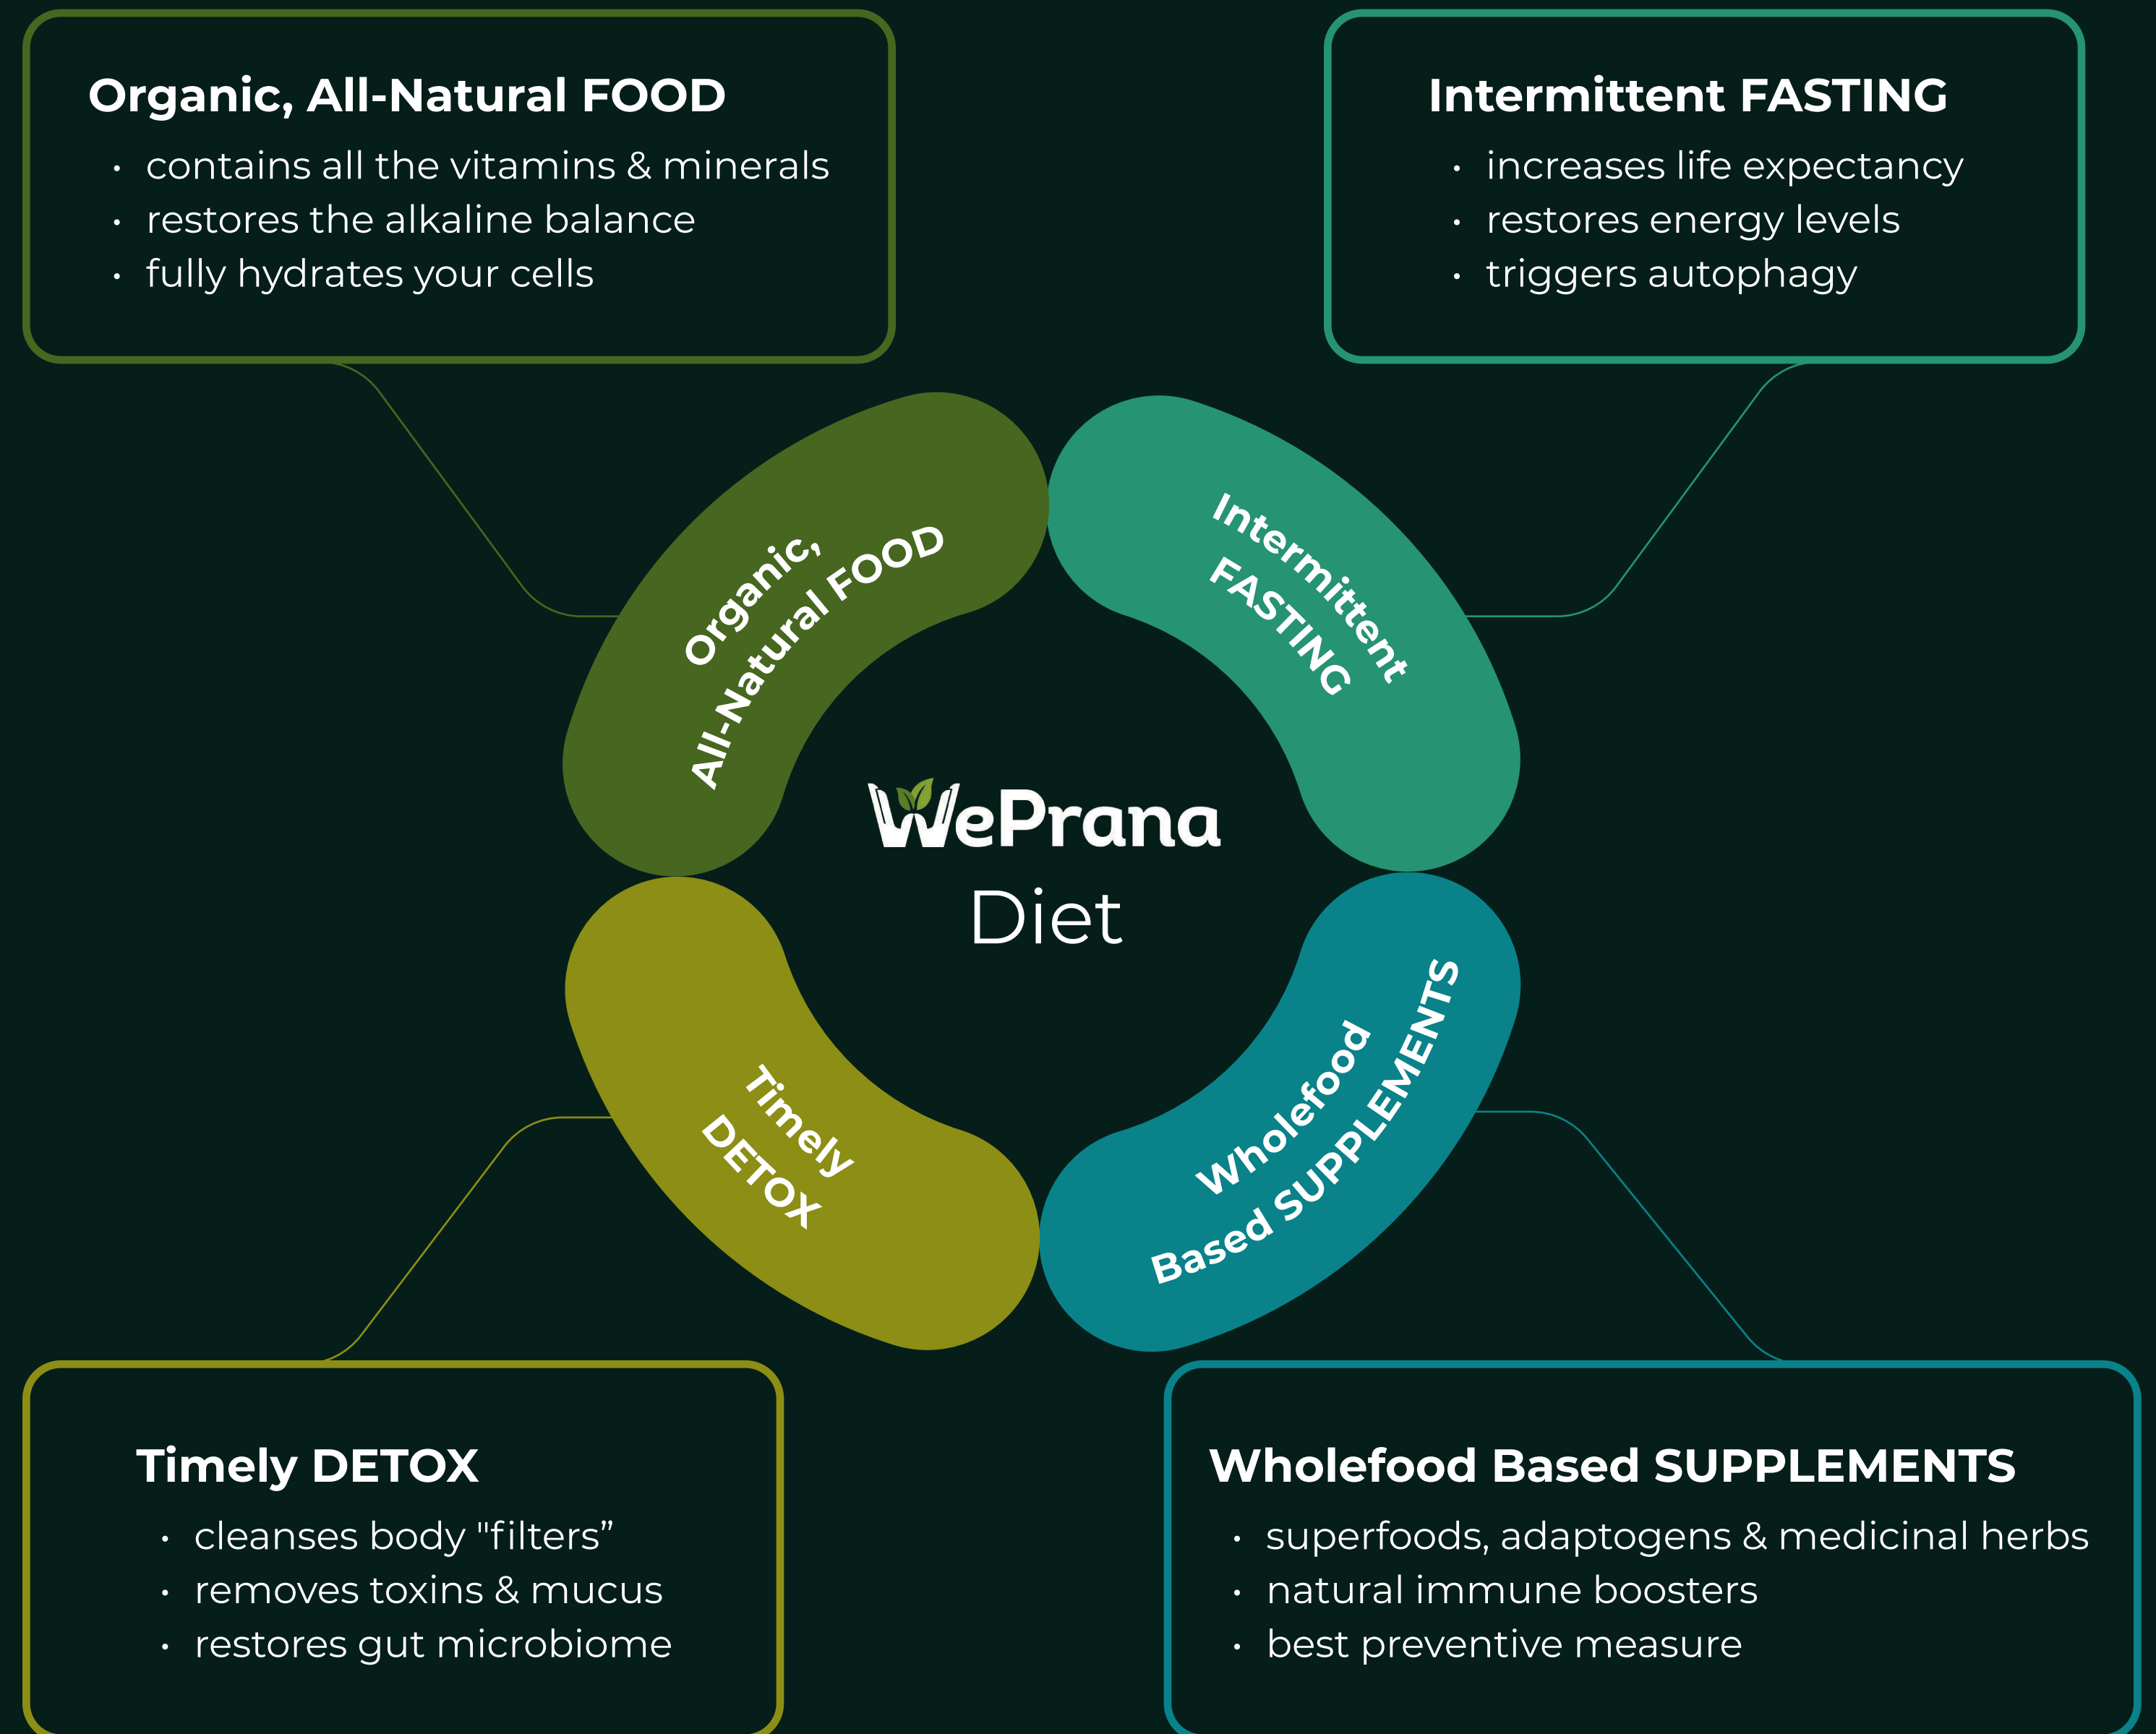 Organic, All-Natural FOOD
• contains all the vitamins & minerals
• restores the alkaline balance
• fully hydrates your cells
Intermittent FASTING
• increases life expectancy
• restores energy levels
• triggers autophagy
Organic,
All-Natural FOOD
Intermittent
FASTING
WePrana
Diet
Timely
DETOX
Wholefood
Based SUPPLEMENTS
Timely DETOX
• cleanses body "filters”
• removes toxins & mucus
• restores gut microbiome
Wholefood Based SUPPLEMENTS
• superfoods, adaptogens & medicinal herbs
• natural immune boosters
• best preventive measure